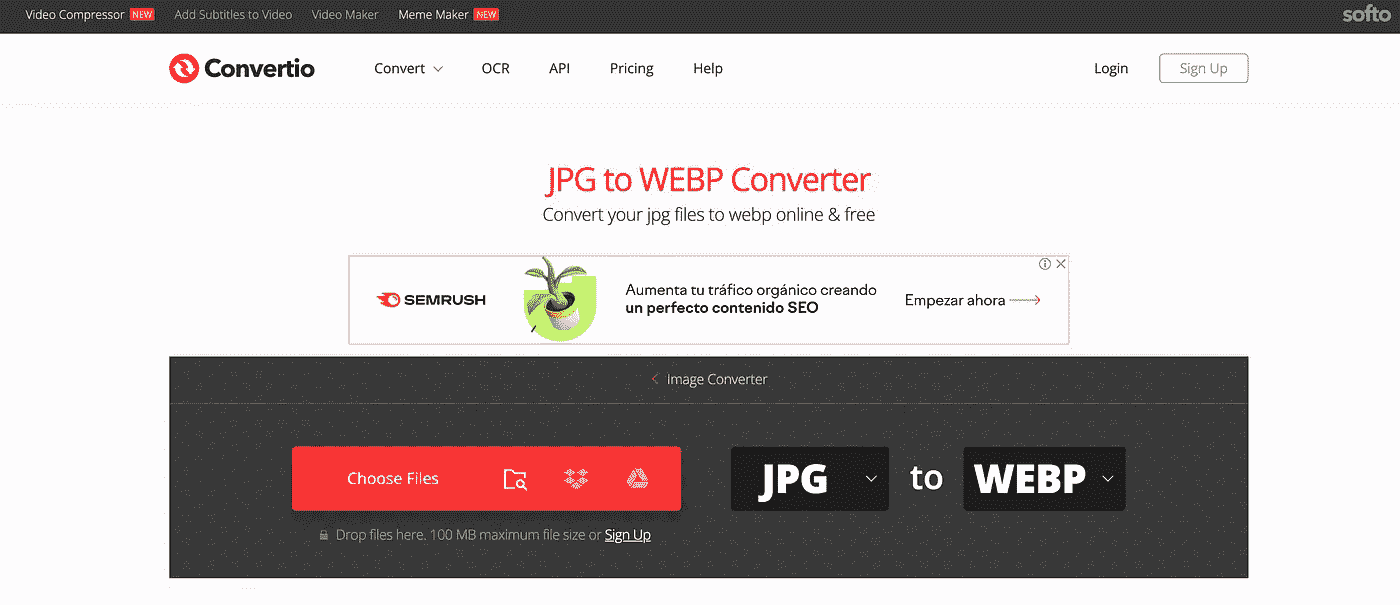 Video Compressor NEW Add Subtitles to Video Video Maker Meme Maker NEW softo
Convertio Convert OCR API Pricing Help Login Sign Up
JPG to WEBP Converter
Convert your jpg files to webp online & free
SEMRUSH
Aumenta tu tráfico orgánico creando
un perfecto contenido SEO
Empezar ahora
Image Converter
Choose Files JPG to WEBP
Drop files here. 100 MB maximum file size or Sign Up